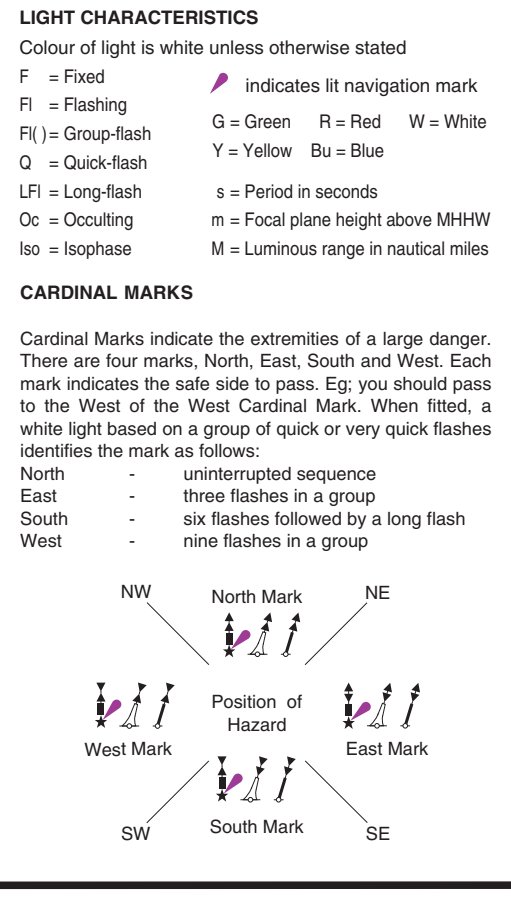 LIGHT CHARACTERISTICS
Colour of light is white unless otherwise stated
F = Fixed
Fl = Flashing
Fl( ) = Group-flash
Q = Quick-flash
LFl = Long-flash
Oc = Occulting
Iso = Isophase
indicates lit navigation mark
G = Green R = Red W = White
Y = Yellow Bu = Blue
s = Period in seconds
m = Focal plane height above MHHW
M = Luminous range in nautical miles
CARDINAL MARKS
Cardinal Marks indicate the extremities of a large danger.
There are four marks, North, East, South and West. Each
mark indicates the safe side to pass. Eg; you should pass
to the West of the West Cardinal Mark. When fitted, a
white light based on a group of quick or very quick flashes
identifies the mark as follows:
North - uninterrupted sequence
East - three flashes in a group
South - six flashes followed by a long flash
West - nine flashes in a group
NW
North Mark
NE
Position of
Hazard
West Mark
East Mark
SW
South Mark
SE